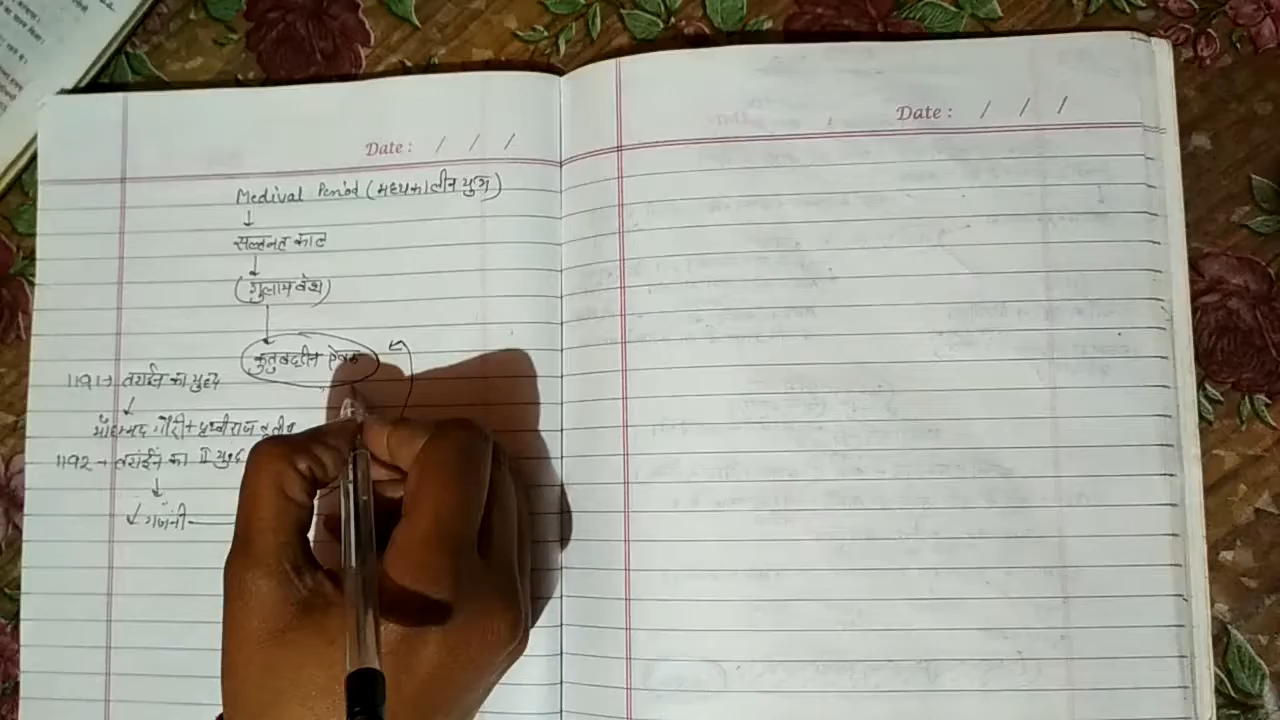 Date : / / /
Medival Period (मध्यकालीन युग)
↓
सल्तनत काल
↓
(गुलाम वंश)
कुतुबद्दीन ऐबक
1191 → तराईन का युद्ध
↓
मोहम्मद गौरी + पृथ्वीराज तृतीय
1192 → तराईन का II युद्ध
↓
गजनी
Date : / / /